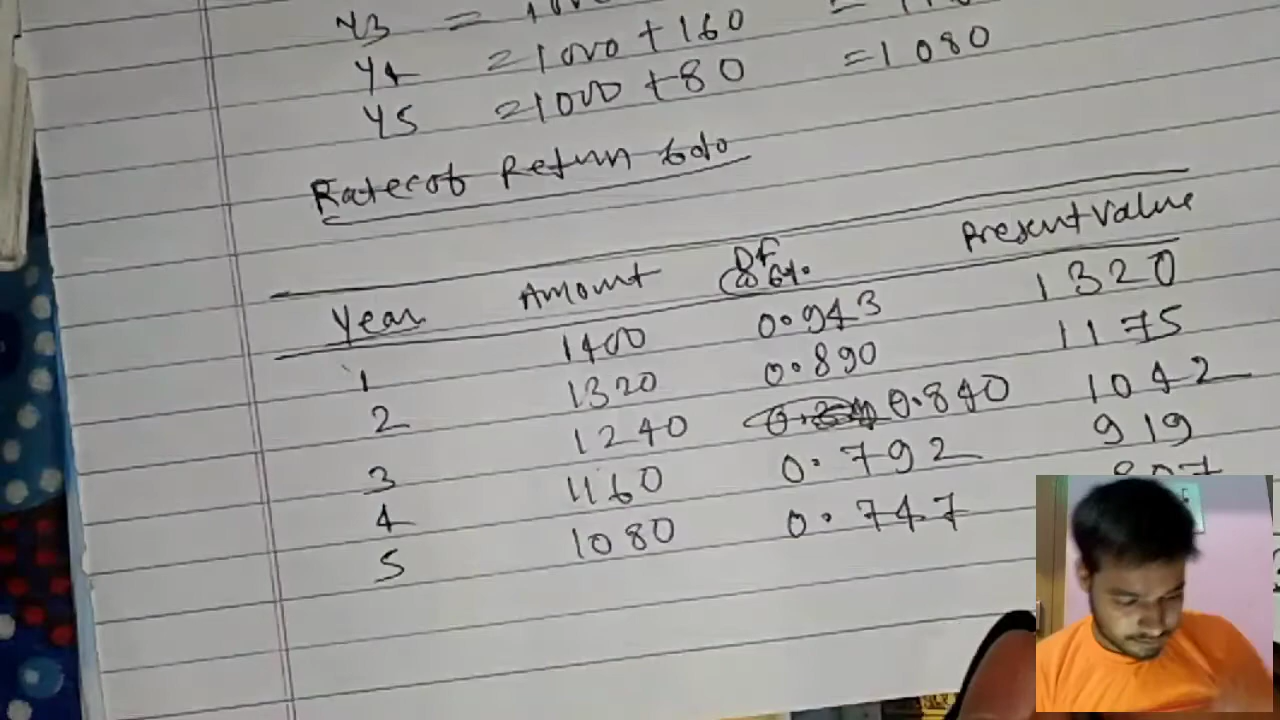 Y3 =
Y4 =1000 + 160 =
Y5 =1000 + 80 =1080
Rate of Return 6%
Year Amount DF @ 6% Present Value
1 1400 0.943 1320
2 1320 0.890 1175
3 1240 0.840 1042
4 1160 0.792 919
5 1080 0.747 807